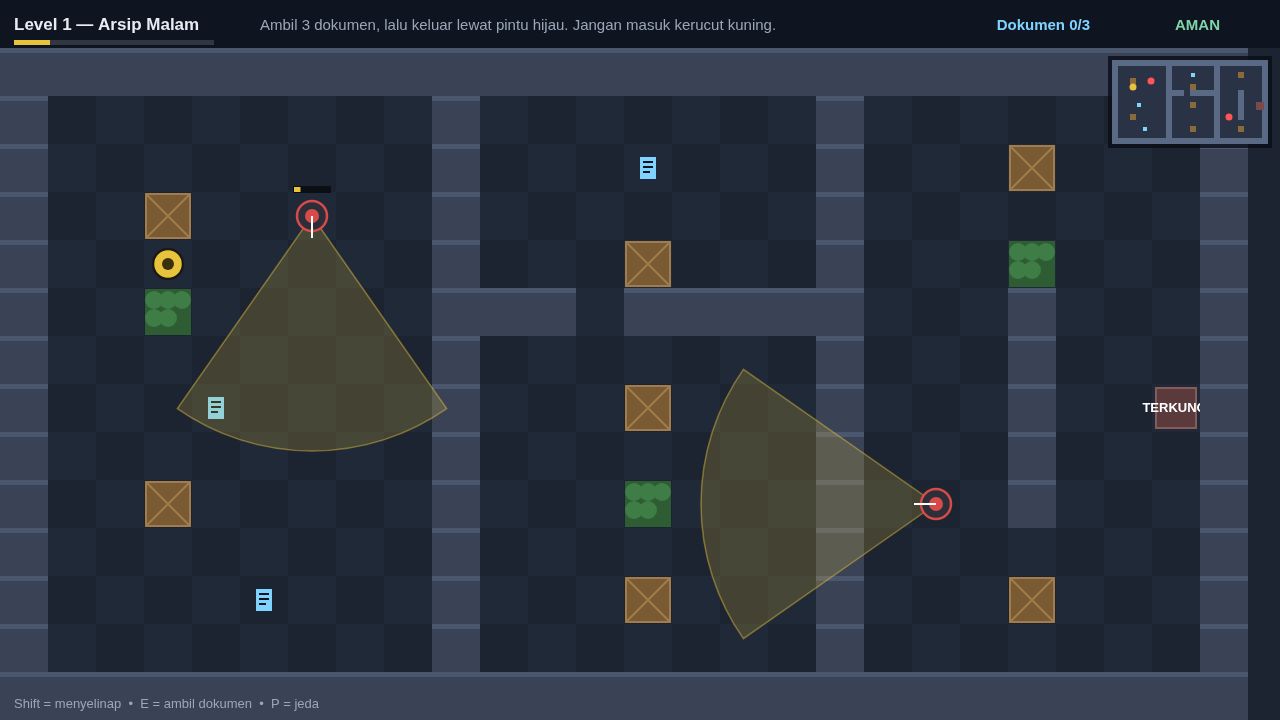 Level 1 — Arsip Malam
Ambil 3 dokumen, lalu keluar lewat pintu hijau. Jangan masuk kerucut kuning.
Dokumen 0/3
AMAN
TERKUNC
Shift = menyelinap • E = ambil dokumen • P = jeda